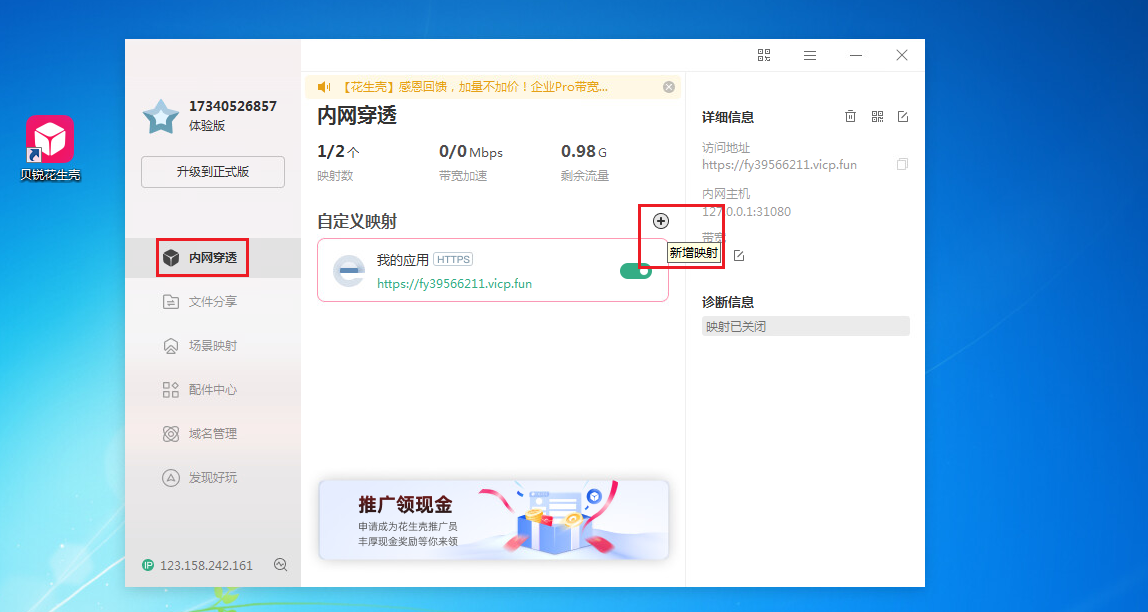 贝锐花生壳
17340526857
体验版
升级到正式版
内网穿透
文件分享
场景映射
配件中心
域名管理
发现好玩
IP 123.158.242.161
【花生壳】感恩回馈，加量不加价！企业Pro带宽...
内网穿透
1/2个
映射数
0/0 Mbps
带宽加速
0.98 G
剩余流量
自定义映射
新增映射
我的应用 HTTPS
https://fy39566211.vicp.fun
推广领现金
申请成为花生壳推广员
丰厚现金奖励等你来领
详细信息
访问地址
https://fy39566211.vicp.fun
内网主机
127.0.0.1:31080
带宽
诊断信息
映射已关闭